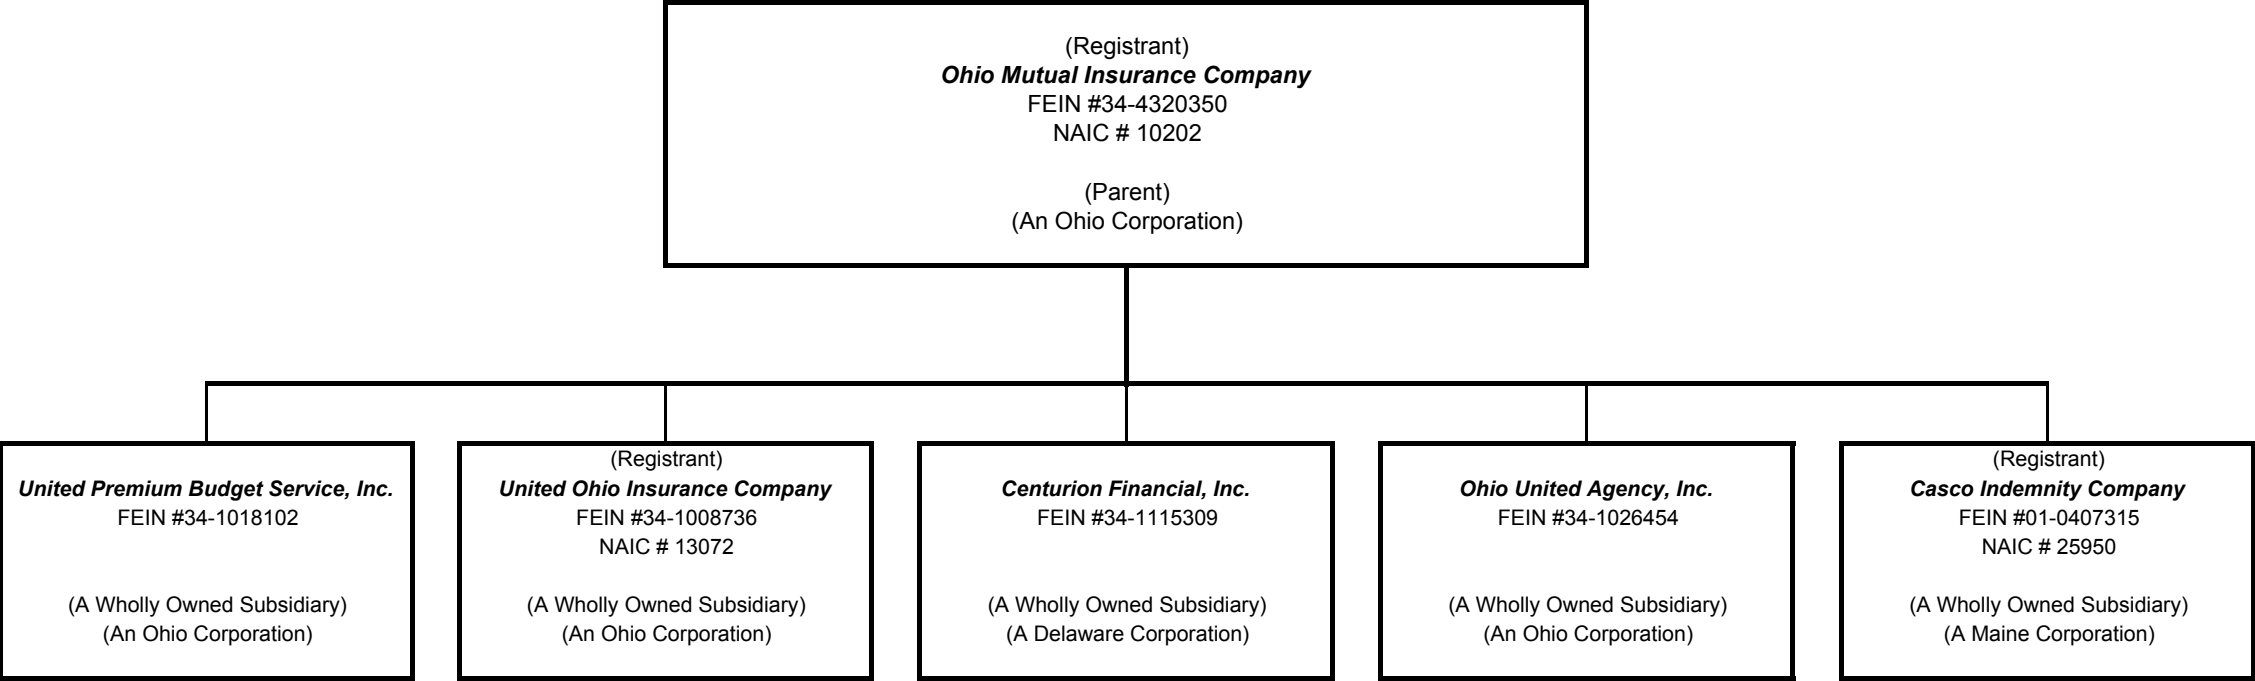 (Registrant)
Ohio Mutual Insurance Company
FEIN #34-4320350
NAIC # 10202
(Parent)
(An Ohio Corporation)
United Premium Budget Service, Inc.
FEIN #34-1018102
(A Wholly Owned Subsidiary)
(An Ohio Corporation)
(Registrant)
United Ohio Insurance Company
FEIN #34-1008736
NAIC # 13072
(A Wholly Owned Subsidiary)
(An Ohio Corporation)
Centurion Financial, Inc.
FEIN #34-1115309
(A Wholly Owned Subsidiary)
(A Delaware Corporation)
Ohio United Agency, Inc.
FEIN #34-1026454
(A Wholly Owned Subsidiary)
(An Ohio Corporation)
(Registrant)
Casco Indemnity Company
FEIN #01-0407315
NAIC # 25950
(A Wholly Owned Subsidiary)
(A Maine Corporation)